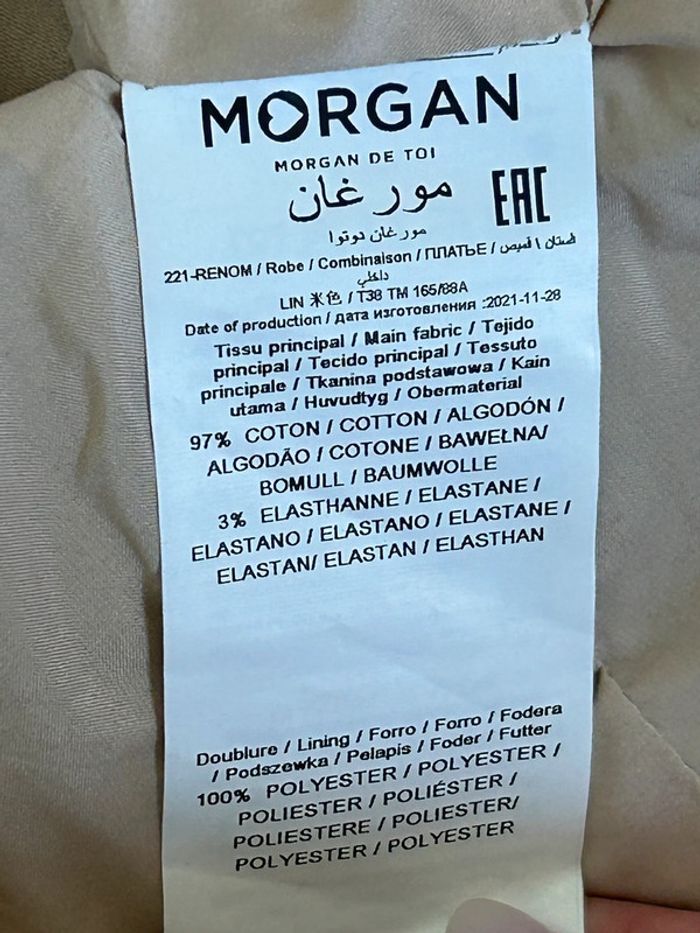 MORGAN
MORGAN DE TOI
مورغان
EAC
مورغان دوتوا
221-RENOM / Robe / Combinaison / ПЛАТЬЕ / فستان \ قميص
داخلي
LIN 米色 / T38 TM 165/88A
Date of production / дата изготовления :2021-11-28
Tissu principal / Main fabric / Tejido
principal / Tecido principal / Tessuto
principale / Tkanina podstawowa / Kain
utama / Huvudtyg / Obermaterial
97% COTON / COTTON / ALGODÓN /
ALGODÃO / COTONE / BAWEŁNA/
BOMULL / BAUMWOLLE
3% ELASTHANNE / ELASTANE /
ELASTANO / ELASTANO / ELASTANE /
ELASTAN/ ELASTAN / ELASTHAN
Doublure / Lining / Forro / Forro / Fodera
/ Podszewka / Pelapis / Foder / Futter
100% POLYESTER / POLYESTER /
POLIESTER / POLIÉSTER /
POLIESTERE / POLIESTER/
POLYESTER / POLYESTER